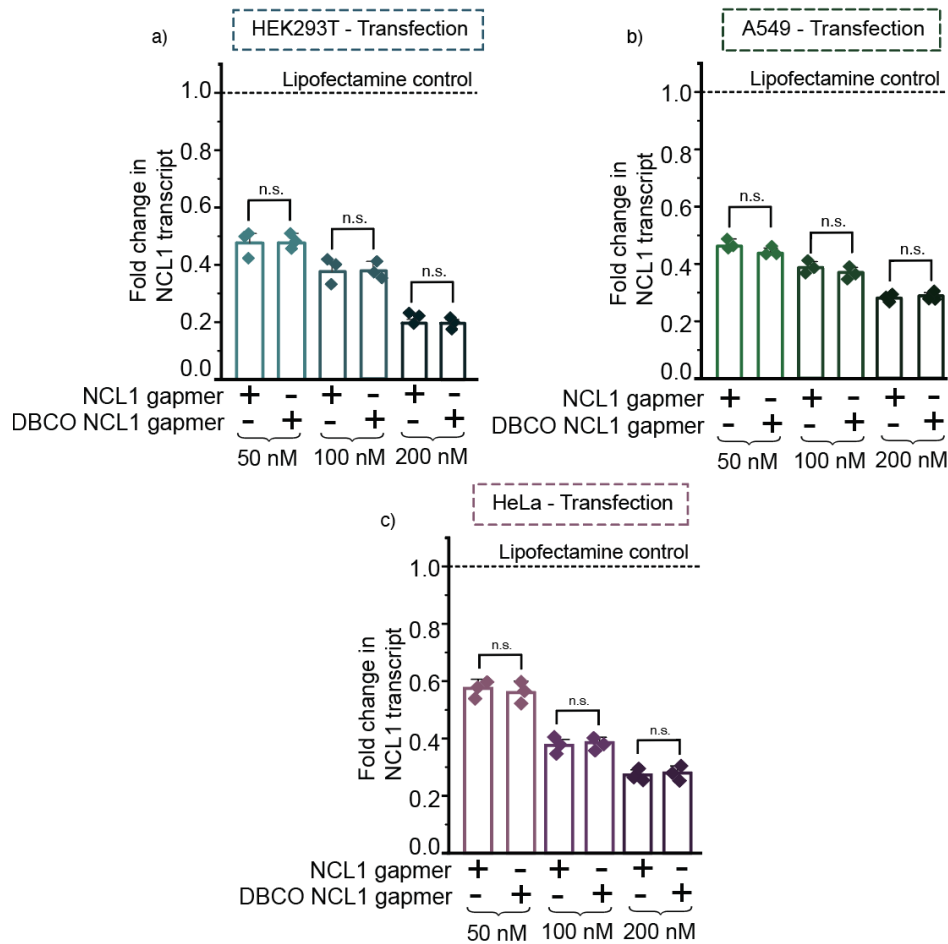 a)
HEK293T - Transfection
Lipofectamine control
1.0
0.8
0.6
0.4
0.2
0.0
Fold change in
NCL1 transcript
n.s.
n.s.
n.s.
NCL1 gapmer + - + - + -
DBCO NCL1 gapmer - + - + - +
50 nM 100 nM 200 nM
b)
A549 - Transfection
Lipofectamine control
1.0
0.8
0.6
0.4
0.2
0.0
Fold change in
NCL1 transcript
n.s.
n.s.
n.s.
NCL1 gapmer + - + - + -
DBCO NCL1 gapmer - + - + - +
50 nM 100 nM 200 nM
c)
HeLa - Transfection
Lipofectamine control
1.0
0.8
0.6
0.4
0.2
0.0
Fold change in
NCL1 transcript
n.s.
n.s.
n.s.
NCL1 gapmer + - + - + -
DBCO NCL1 gapmer - + - + - +
50 nM 100 nM 200 nM